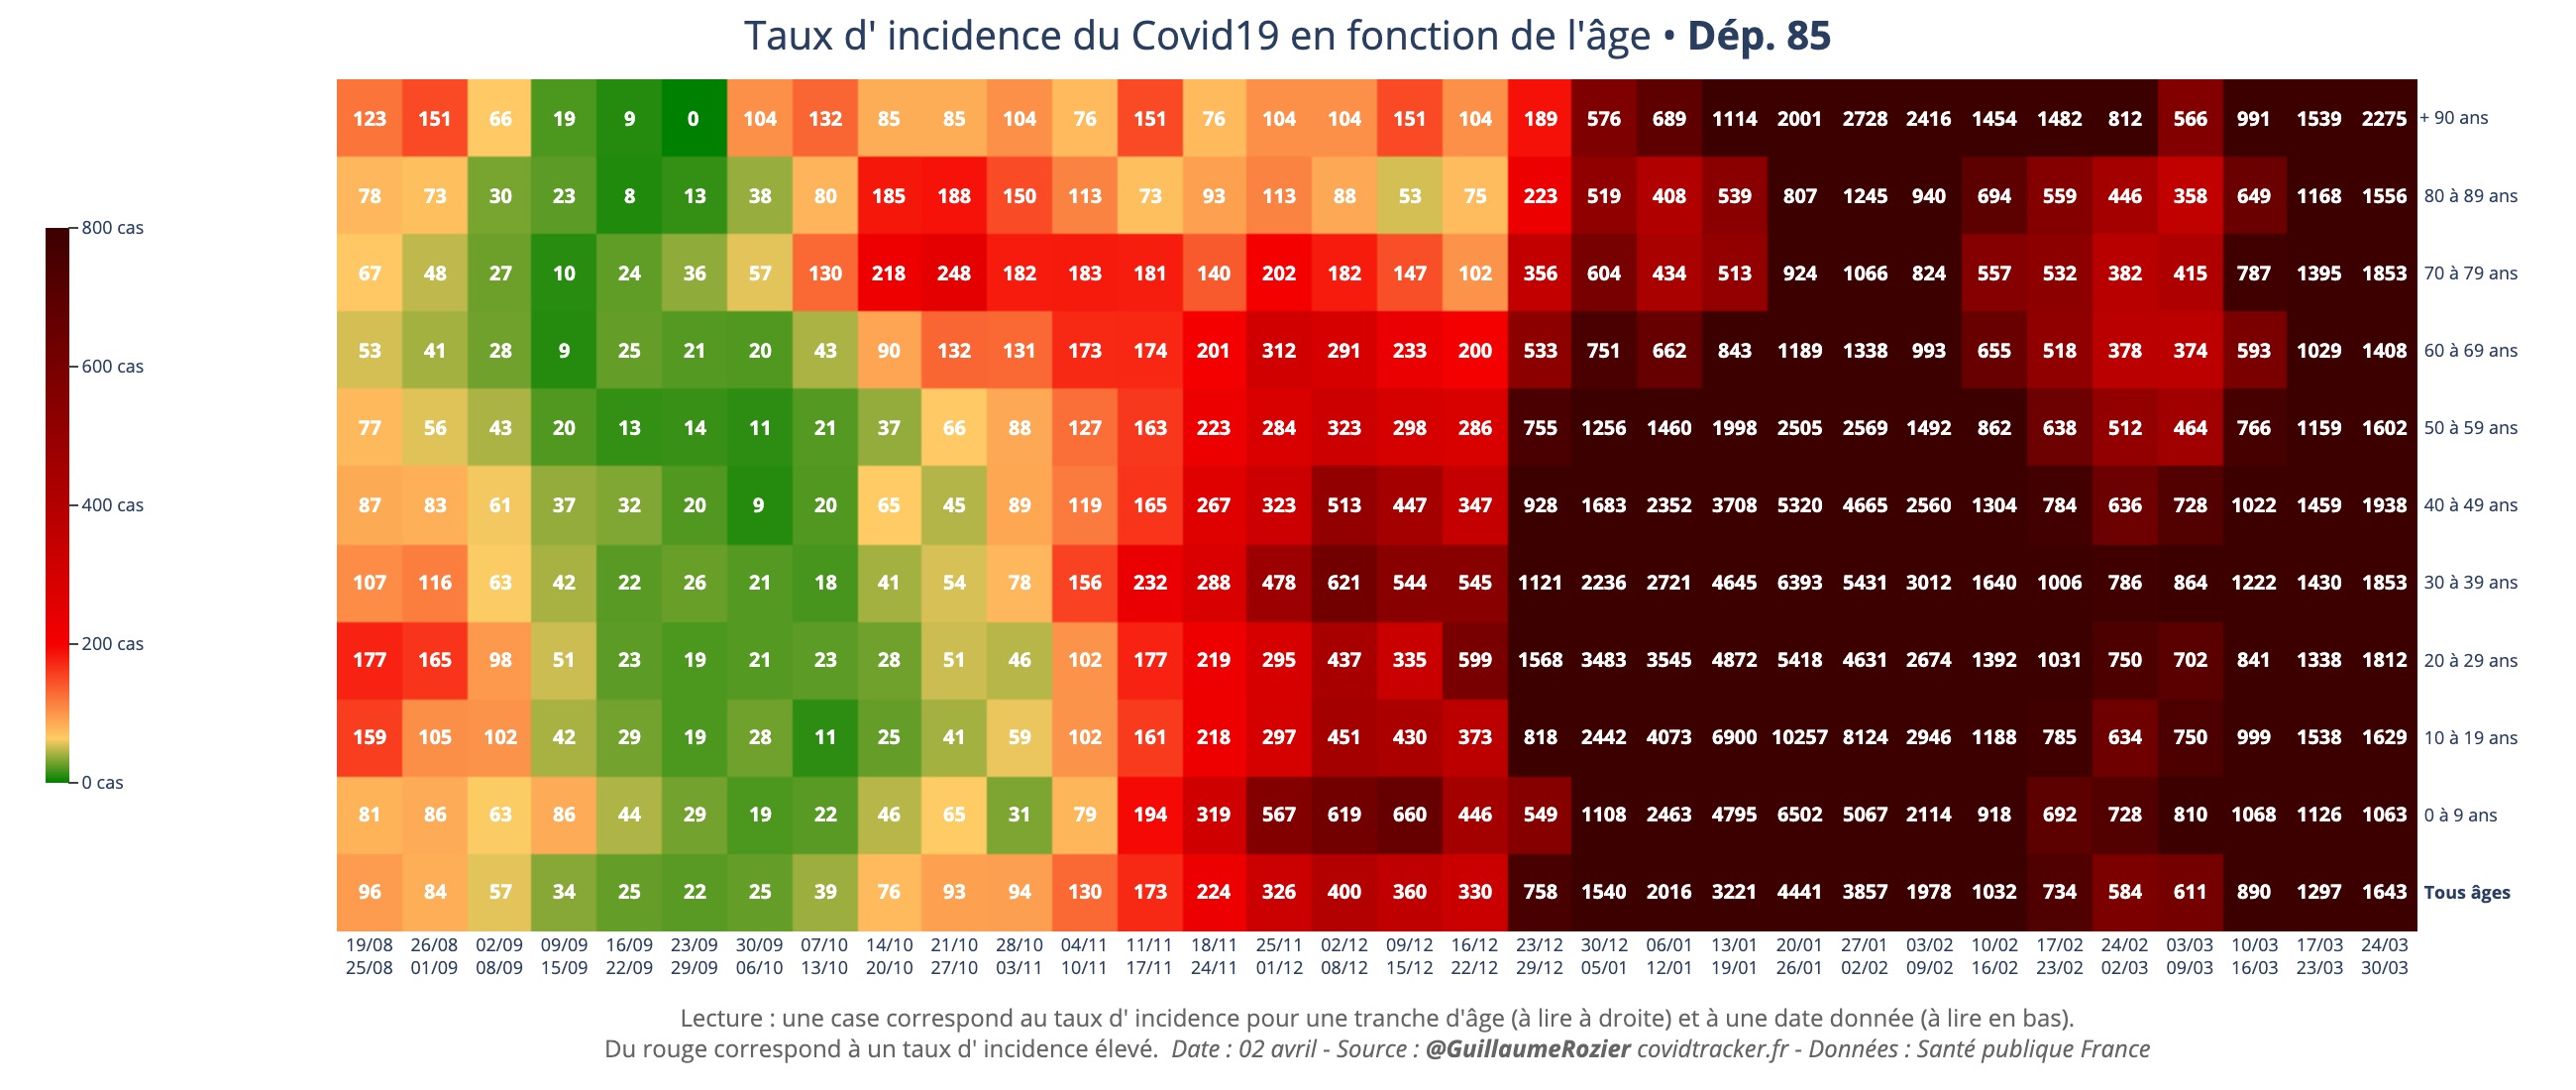 Taux d' incidence du Covid19 en fonction de l'âge • Dép. 85
123 151 66 19 9 0 104 132 85 85 104 76 151 76 104 104 151 104 189 576 689 1114 2001 2728 2416 1454 1482 812 566 991 1539 2275 + 90 ans
78 73 30 23 8 13 38 80 185 188 150 113 73 93 113 88 53 75 223 519 408 539 807 1245 940 694 559 446 358 649 1168 1556 80 à 89 ans
67 48 27 10 24 36 57 130 218 248 182 183 181 140 202 182 147 102 356 604 434 513 924 1066 824 557 532 382 415 787 1395 1853 70 à 79 ans
53 41 28 9 25 21 20 43 90 132 131 173 174 201 312 291 233 200 533 751 662 843 1189 1338 993 655 518 378 374 593 1029 1408 60 à 69 ans
77 56 43 20 13 14 11 21 37 66 88 127 163 223 284 323 298 286 755 1256 1460 1998 2505 2569 1492 862 638 512 464 766 1159 1602 50 à 59 ans
87 83 61 37 32 20 9 20 65 45 89 119 165 267 323 513 447 347 928 1683 2352 3708 5320 4665 2560 1304 784 636 728 1022 1459 1938 40 à 49 ans
107 116 63 42 22 26 21 18 41 54 78 156 232 288 478 621 544 545 1121 2236 2721 4645 6393 5431 3012 1640 1006 786 864 1222 1430 1853 30 à 39 ans
177 165 98 51 23 19 21 23 28 51 46 102 177 219 295 437 335 599 1568 3483 3545 4872 5418 4631 2674 1392 1031 750 702 841 1338 1812 20 à 29 ans
159 105 102 42 29 19 28 11 25 41 59 102 161 218 297 451 430 373 818 2442 4073 6900 10257 8124 2946 1188 785 634 750 999 1538 1629 10 à 19 ans
81 86 63 86 44 29 19 22 46 65 31 79 194 319 567 619 660 446 549 1108 2463 4795 6502 5067 2114 918 692 728 810 1068 1126 1063 0 à 9 ans
96 84 57 34 25 22 25 39 76 93 94 130 173 224 326 400 360 330 758 1540 2016 3221 4441 3857 1978 1032 734 584 611 890 1297 1643 Tous âges
19/08 26/08 02/09 09/09 16/09 23/09 30/09 07/10 14/10 21/10 28/10 04/11 11/11 18/11 25/11 02/12 09/12 16/12 23/12 30/12 06/01 13/01 20/01 27/01 03/02 10/02 17/02 24/02 03/03 10/03 17/03 24/03
25/08 01/09 08/09 15/09 22/09 29/09 06/10 13/10 20/10 27/10 03/11 10/11 17/11 24/11 01/12 08/12 15/12 22/12 29/12 05/01 12/01 19/01 26/01 02/02 09/02 16/02 23/02 02/03 09/03 16/03 23/03 30/03
800 cas
600 cas
400 cas
200 cas
0 cas
Lecture : une case correspond au taux d' incidence pour une tranche d'âge (à lire à droite) et à une date donnée (à lire en bas).
Du rouge correspond à un taux d' incidence élevé. Date : 02 avril - Source : @GuillaumeRozier covidtracker.fr - Données : Santé publique France